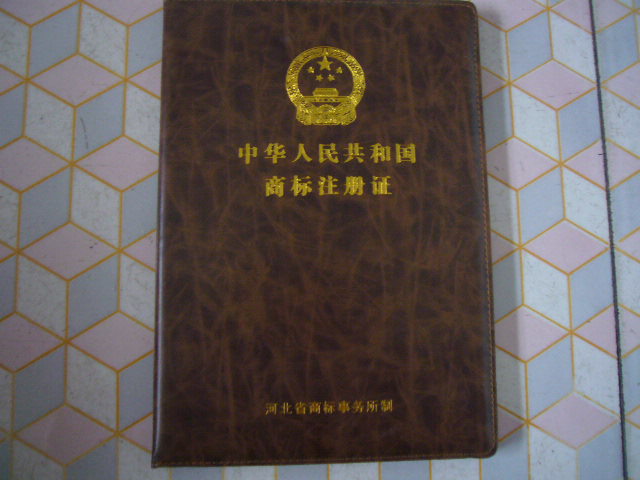 中华人民共和国
商标注册证
河北省商标事务所制